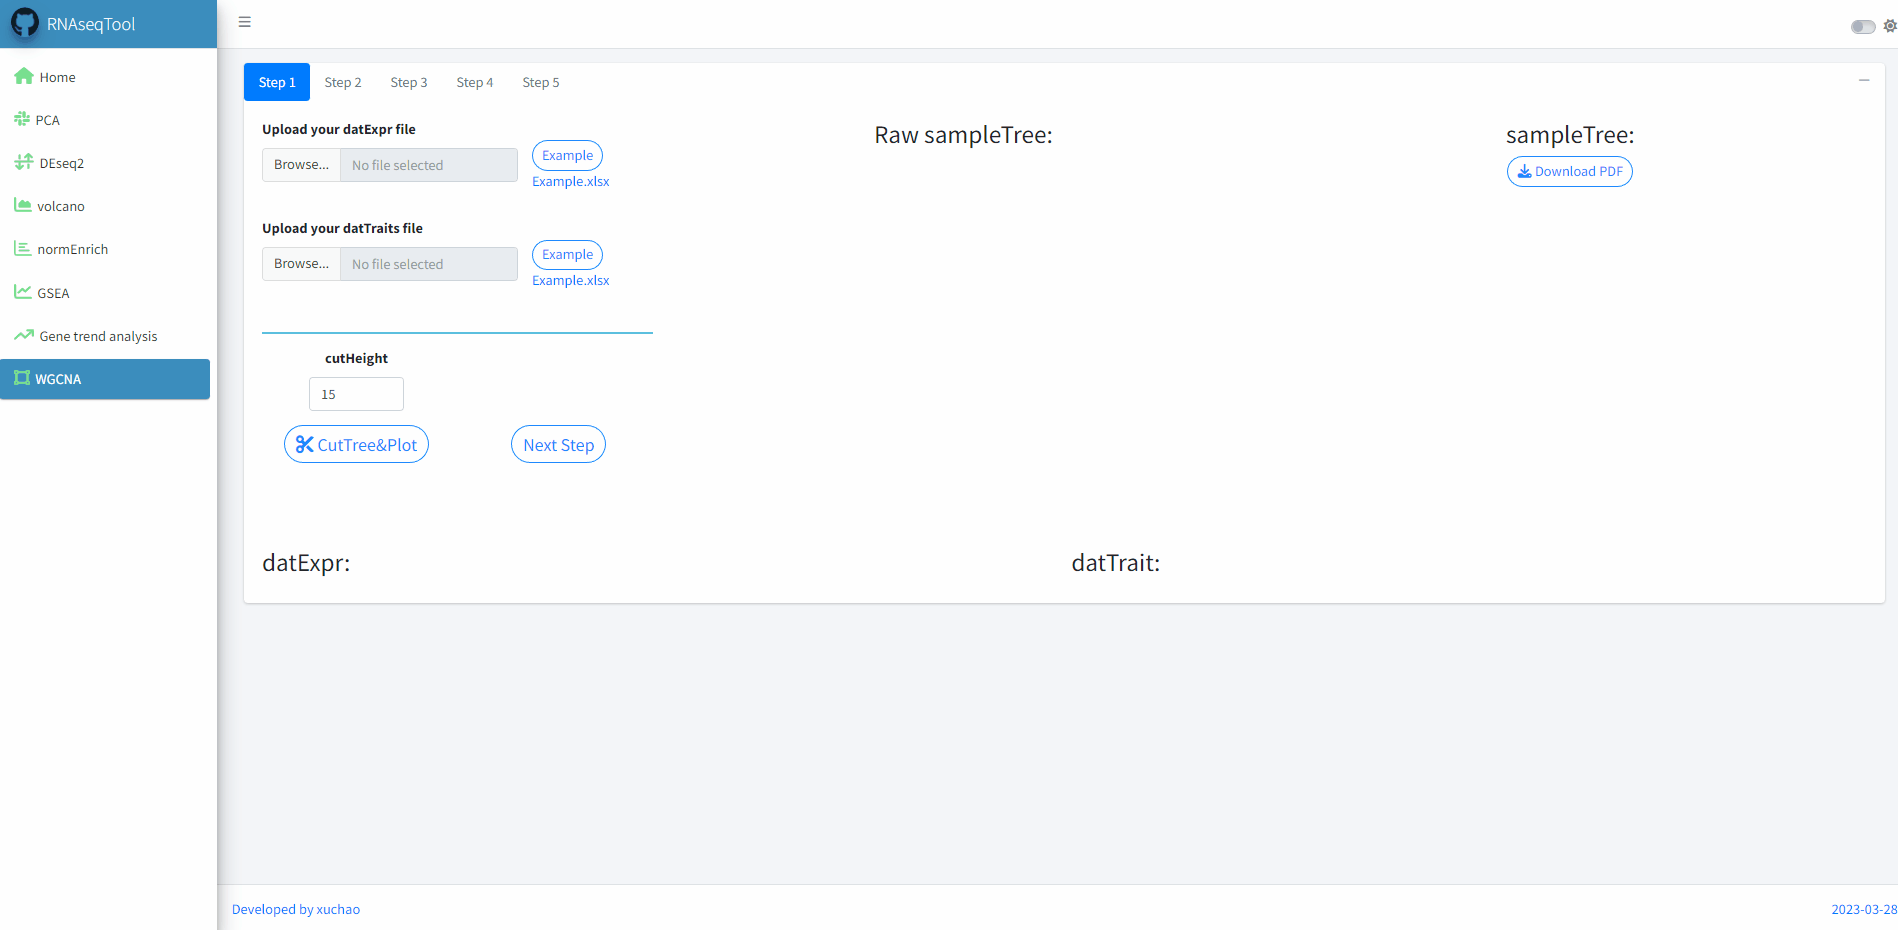 RNAseqTool
Home
PCA
DEseq2
volcano
normEnrich
GSEA
Gene trend analysis
WGCNA
Step 1 Step 2 Step 3 Step 4 Step 5
Upload your datExpr file
Browse... No file selected
Example
Example.xlsx
Upload your datTraits file
Browse... No file selected
Example
Example.xlsx
cutHeight
15
CutTree&Plot
Next Step
Raw sampleTree:
sampleTree:
Download PDF
datExpr:
datTrait:
Developed by xuchao
2023-03-28